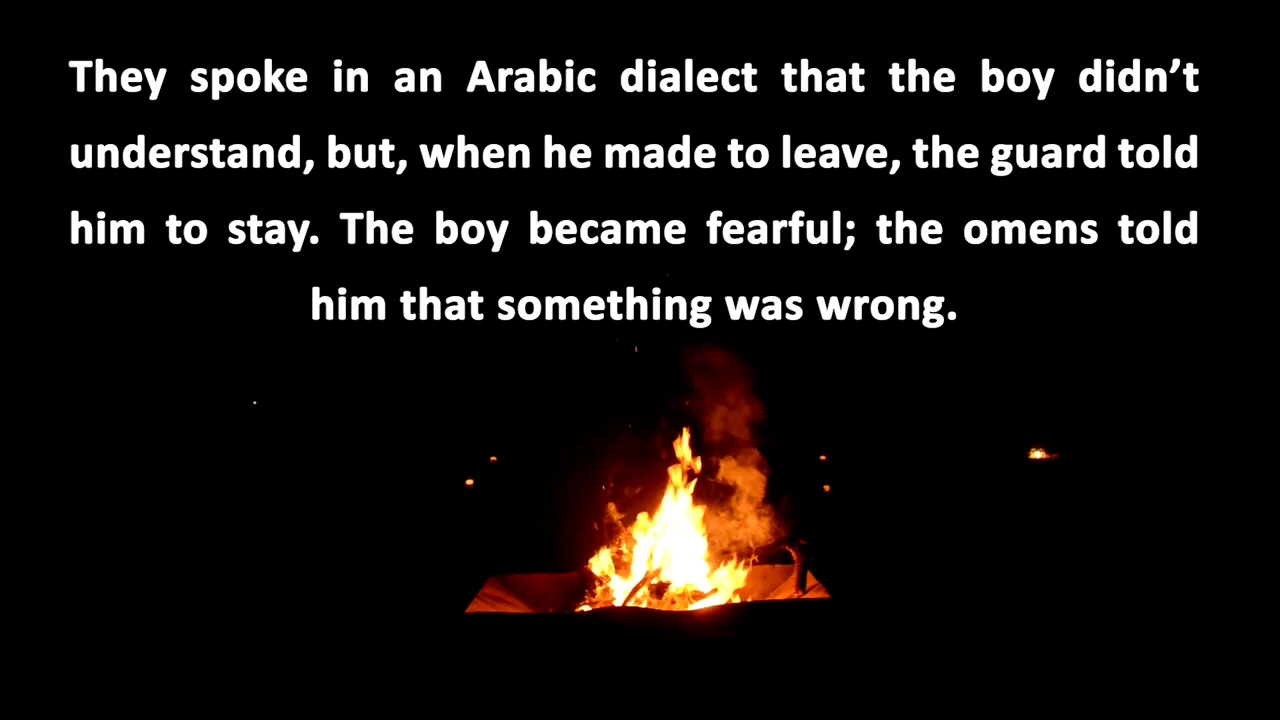 They spoke in an Arabic dialect that the boy didn’t
understand, but, when he made to leave, the guard told
him to stay. The boy became fearful; the omens told
him that something was wrong.